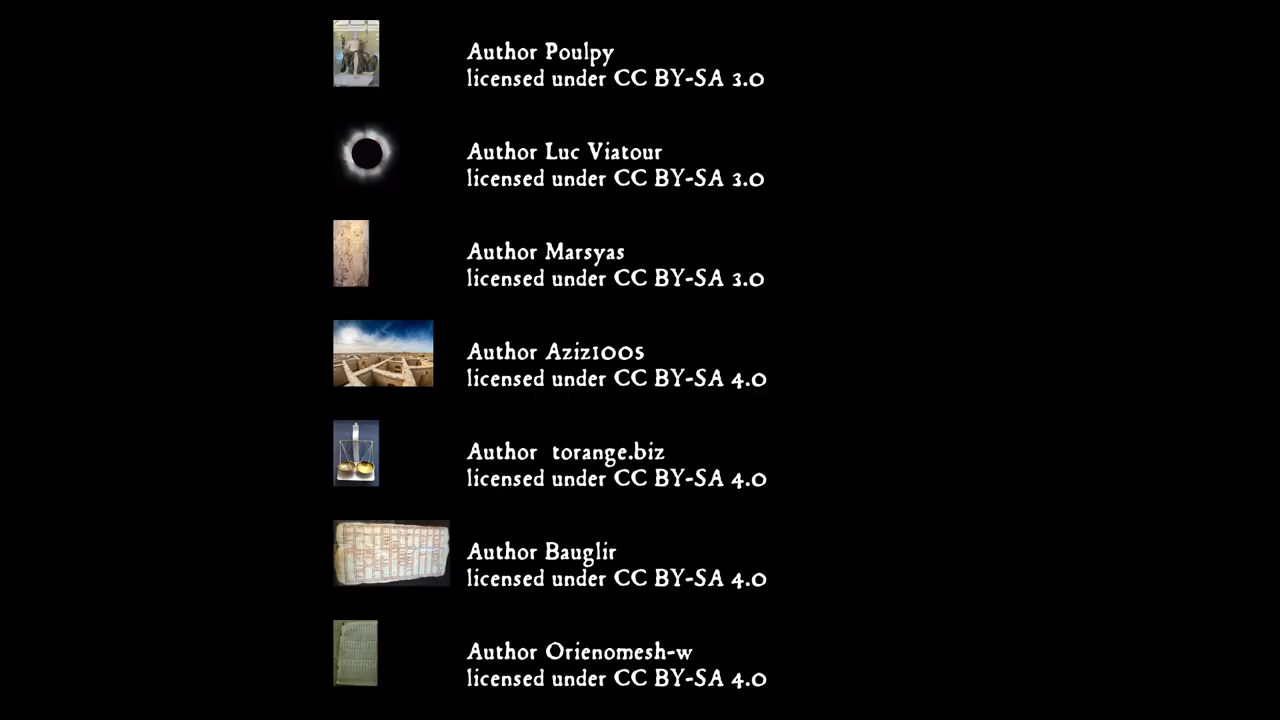 Author Poulpy
licensed under CC BY-SA 3.0
Author Luc Viatour
licensed under CC BY-SA 3.0
Author Marsyas
licensed under CC BY-SA 3.0
Author Aziz1005
licensed under CC BY-SA 4.0
Author  torange.biz
licensed under CC BY-SA 4.0
Author Bauglir
licensed under CC BY-SA 4.0
Author Orienomesh-w
licensed under CC BY-SA 4.0